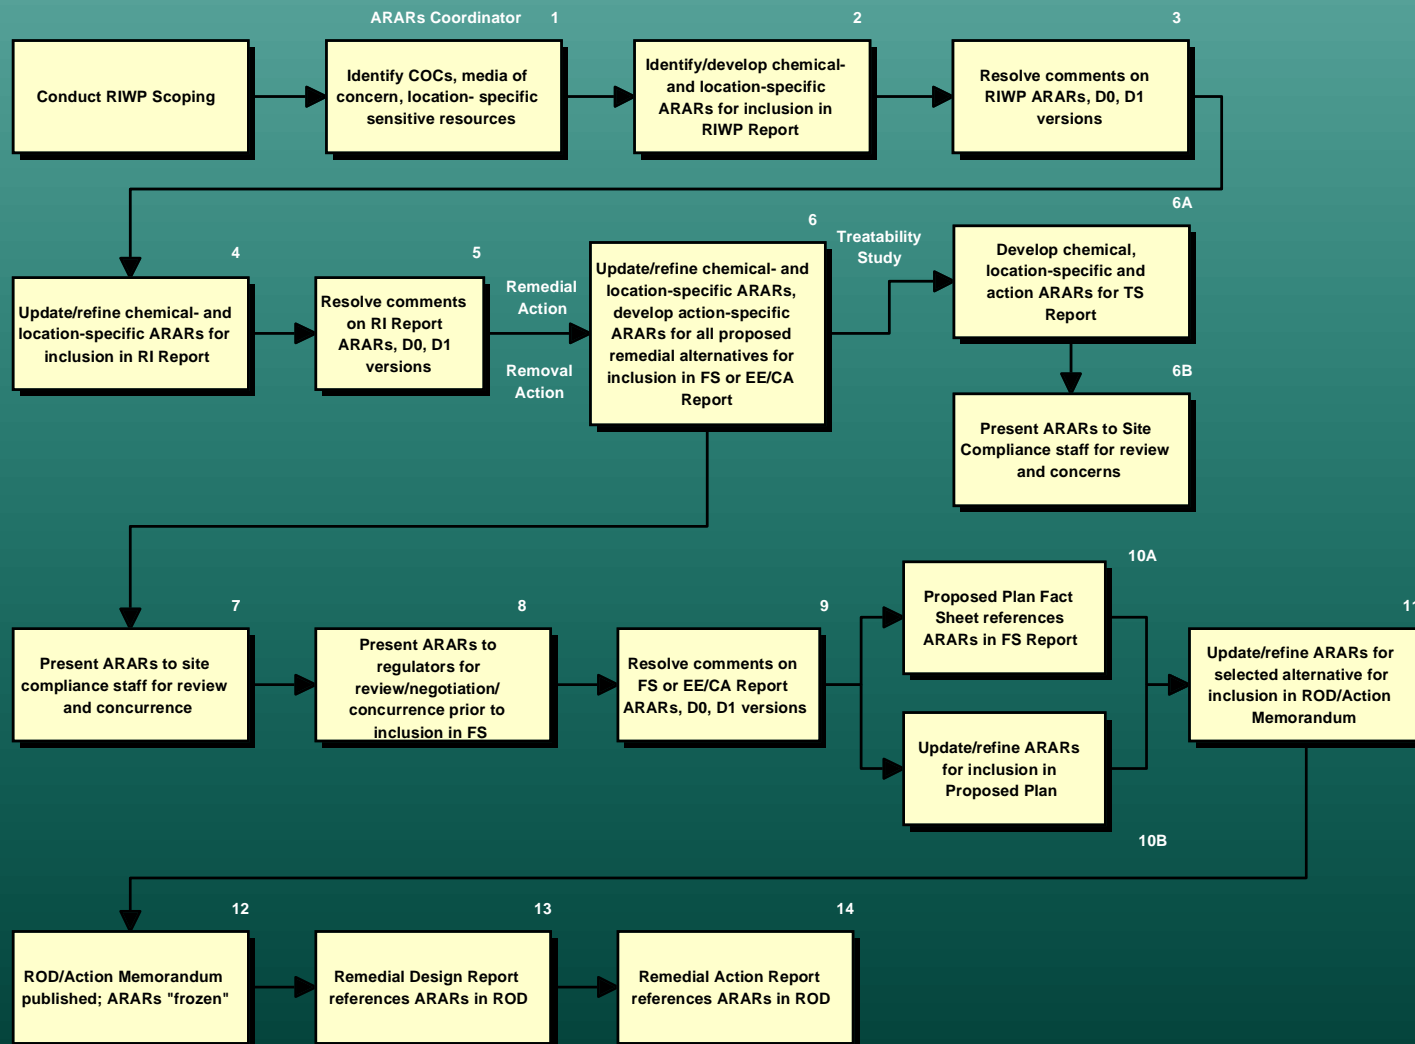 ARARs Coordinator
1
2
3
Conduct RIWP Scoping
Identify COCs, media of
concern, location- specific
sensitive resources
Identify/develop chemical-
and location-specific
ARARs for inclusion in
RIWP Report
Resolve comments on
RIWP ARARs, D0, D1
versions
4
5
6
6A
Update/refine chemical- and
location-specific ARARs for
inclusion in RI Report
Resolve comments
on RI Report
ARARs, D0, D1
versions
Remedial
Action
Removal
Action
Update/refine chemical- and
location-specific ARARs,
develop action-specific
ARARs for all proposed
remedial alternatives for
inclusion in FS or EE/CA
Report
Treatability
Study
Develop chemical,
location-specific and
action ARARs for TS
Report
6B
Present ARARs to Site
Compliance staff for review
and concerns
7
8
9
10A
11
Present ARARs to site
compliance staff for review
and concurrence
Present ARARs to
regulators for
review/negotiation/
concurrence prior to
inclusion in FS
Resolve comments on
FS or EE/CA Report
ARARs, D0, D1 versions
Proposed Plan Fact
Sheet references
ARARs in FS Report
Update/refine ARARs
for inclusion in
Proposed Plan
10B
Update/refine ARARs for
selected alternative for
inclusion in ROD/Action
Memorandum
12
13
14
ROD/Action Memorandum
published; ARARs "frozen"
Remedial Design Report
references ARARs in ROD
Remedial Action Report
references ARARs in ROD